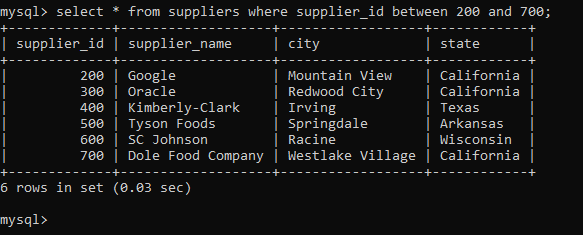 mysql> select * from suppliers where supplier_id between 200 and 700;
+-------------+-------------------+------------------+------------+
| supplier_id | supplier_name     | city             | state      |
+-------------+-------------------+------------------+------------+
|         200 | Google            | Mountain View    | California |
|         300 | Oracle            | Redwood City     | California |
|         400 | Kimberly-Clark    | Irving           | Texas      |
|         500 | Tyson Foods       | Springdale       | Arkansas   |
|         600 | SC Johnson        | Racine           | Wisconsin  |
|         700 | Dole Food Company | Westlake Village | California |
+-------------+-------------------+------------------+------------+
6 rows in set (0.03 sec)
mysql>